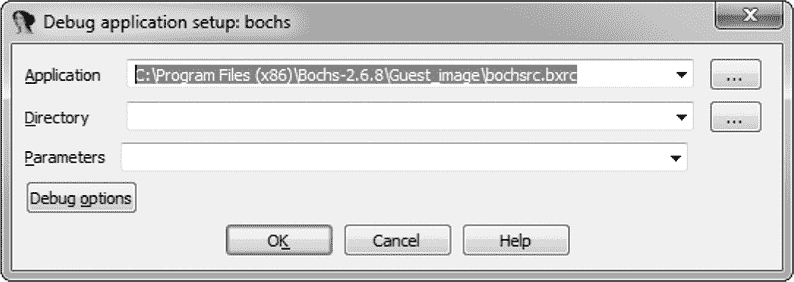 Debug application setup: bochs
Application C:\Program Files (x86)\Bochs-2.6.8\Guest_image\bochsrc.bxrc ...
Directory ...
Parameters
Debug options
OK Cancel Help